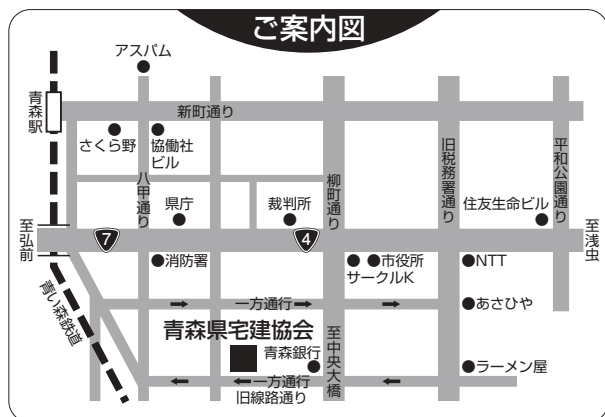 ご案内図
アスパム
青森駅
新町通り
さくら野
協働社
ビル
八甲通り
柳町通り
旧税務署通り
平和公園通り
県庁
裁判所
住友生命ビル
至弘前
7
4
至浅虫
消防署
市役所
サークルK
NTT
青い森鉄道
一方通行
あさひや
青森県宅建協会
青森銀行
至中央大橋
ラーメン屋
一方通行
旧線路通り